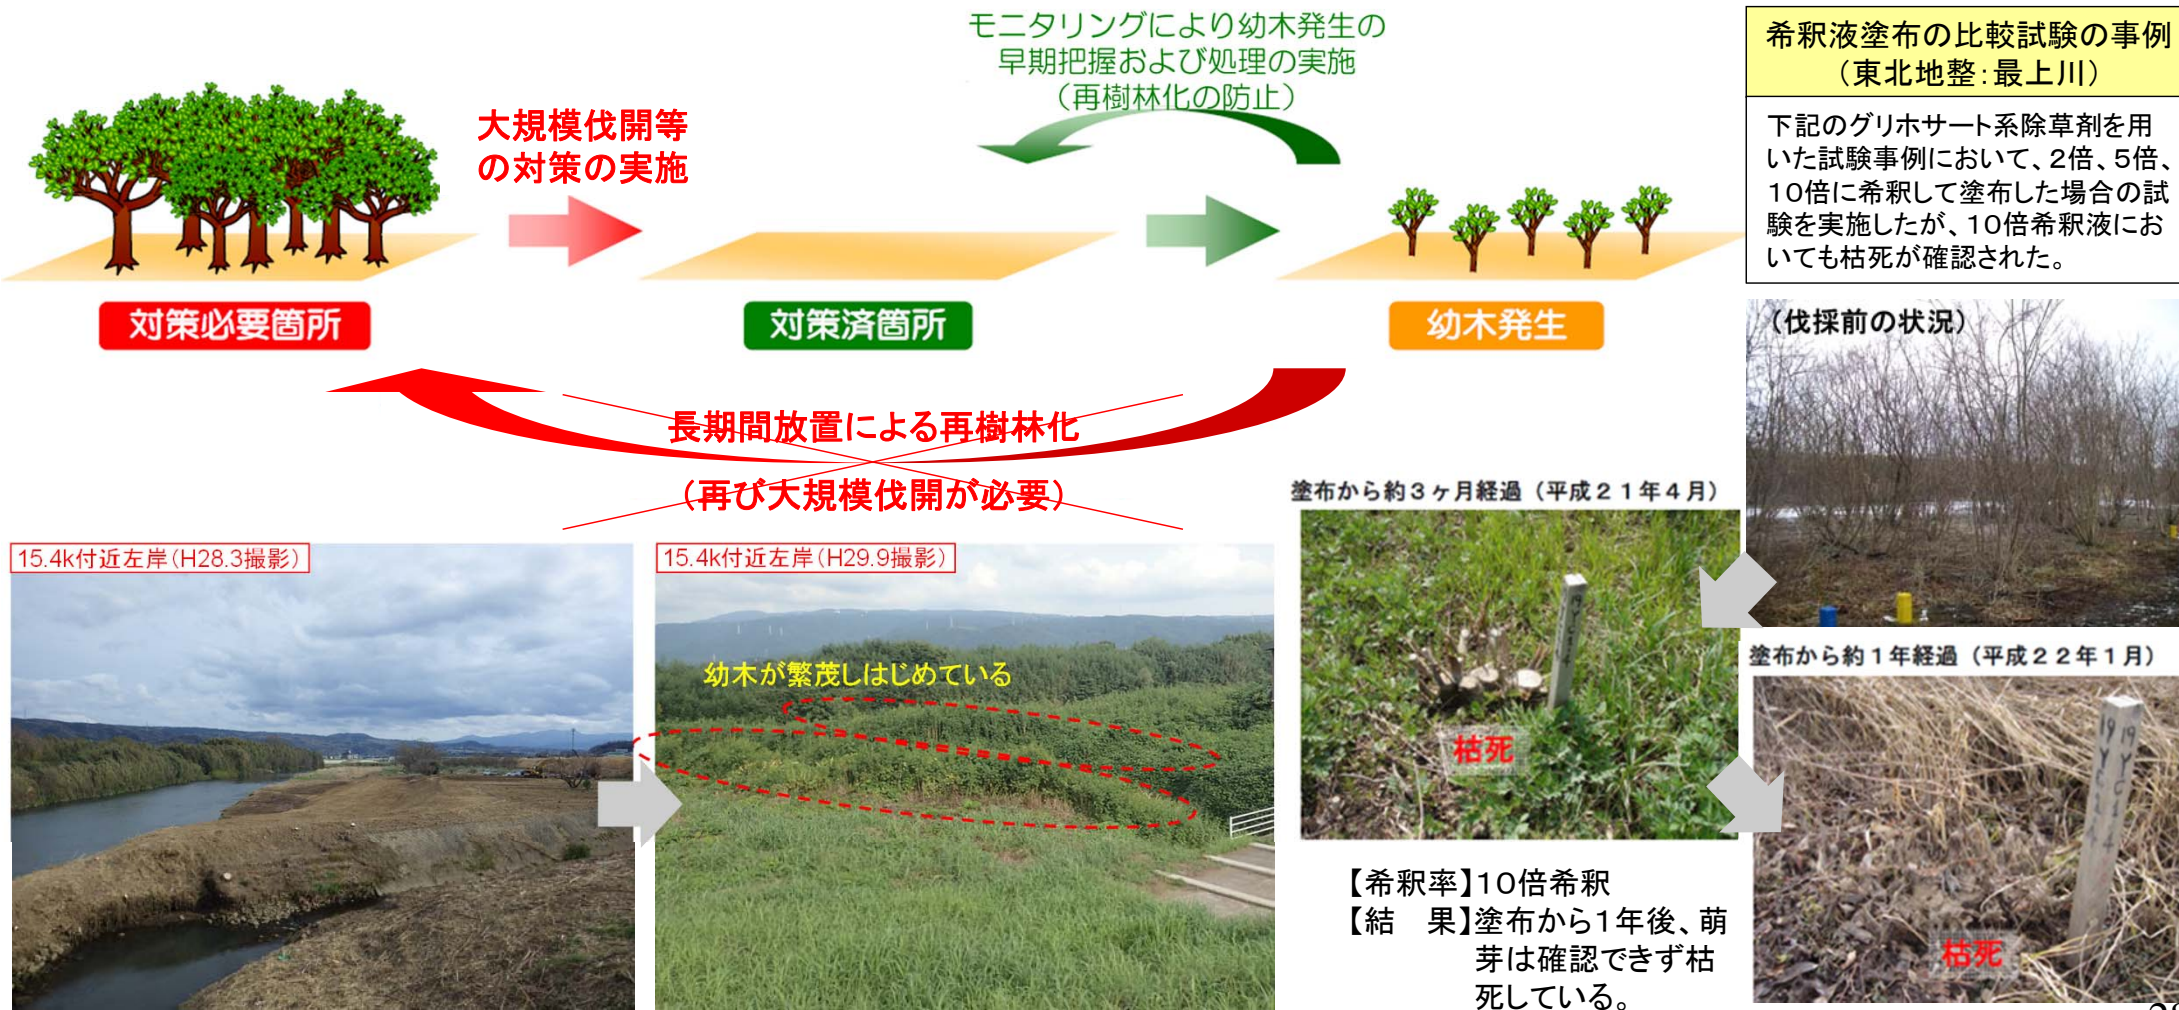 モニタリングにより幼木発生の
早期把握および処理の実施
（再樹林化の防止）
大規模伐開等
の対策の実施
対策必要箇所
対策済箇所
幼木発生
長期間放置による再樹林化
（再び大規模伐開が必要）
15.4k付近左岸（H28.3撮影）
15.4k付近左岸（H29.9撮影）
幼木が繁茂しはじめている
希釈液塗布の比較試験の事例
（東北地整：最上川）
下記のグリホサート系除草剤を用
いた試験事例において、2倍、5倍、
10倍に希釈して塗布した場合の試
験を実施したが、10倍希釈液にお
いても枯死が確認された。
（伐採前の状況）
塗布から約３ヶ月経過（平成２１年４月）
枯死
塗布から約１年経過（平成２２年１月）
枯死
【希釈率】10倍希釈
【結　果】塗布から1年後、萌
芽は確認できず枯
死している。